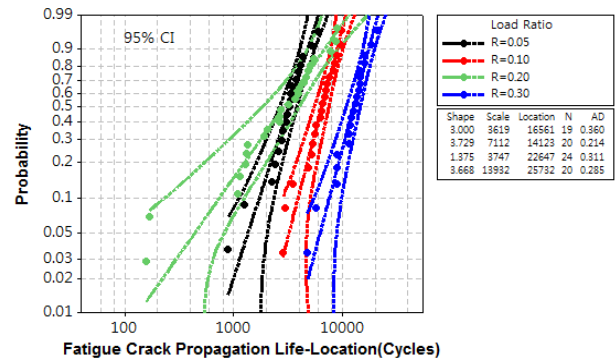 0.99
0.9
0.8
0.7
0.6
0.5
0.4
0.3
0.2
0.1
0.05
0.03
0.02
0.01
Probability
95% CI
100
1000
10000
Fatigue Crack Propagation Life-Location(Cycles)
Load Ratio
R=0.05
R=0.10
R=0.20
R=0.30
Shape Scale Location N AD
3.000 3619 16561 19 0.360
3.729 7112 14123 20 0.214
1.375 3747 22647 24 0.311
3.668 13932 25732 20 0.285